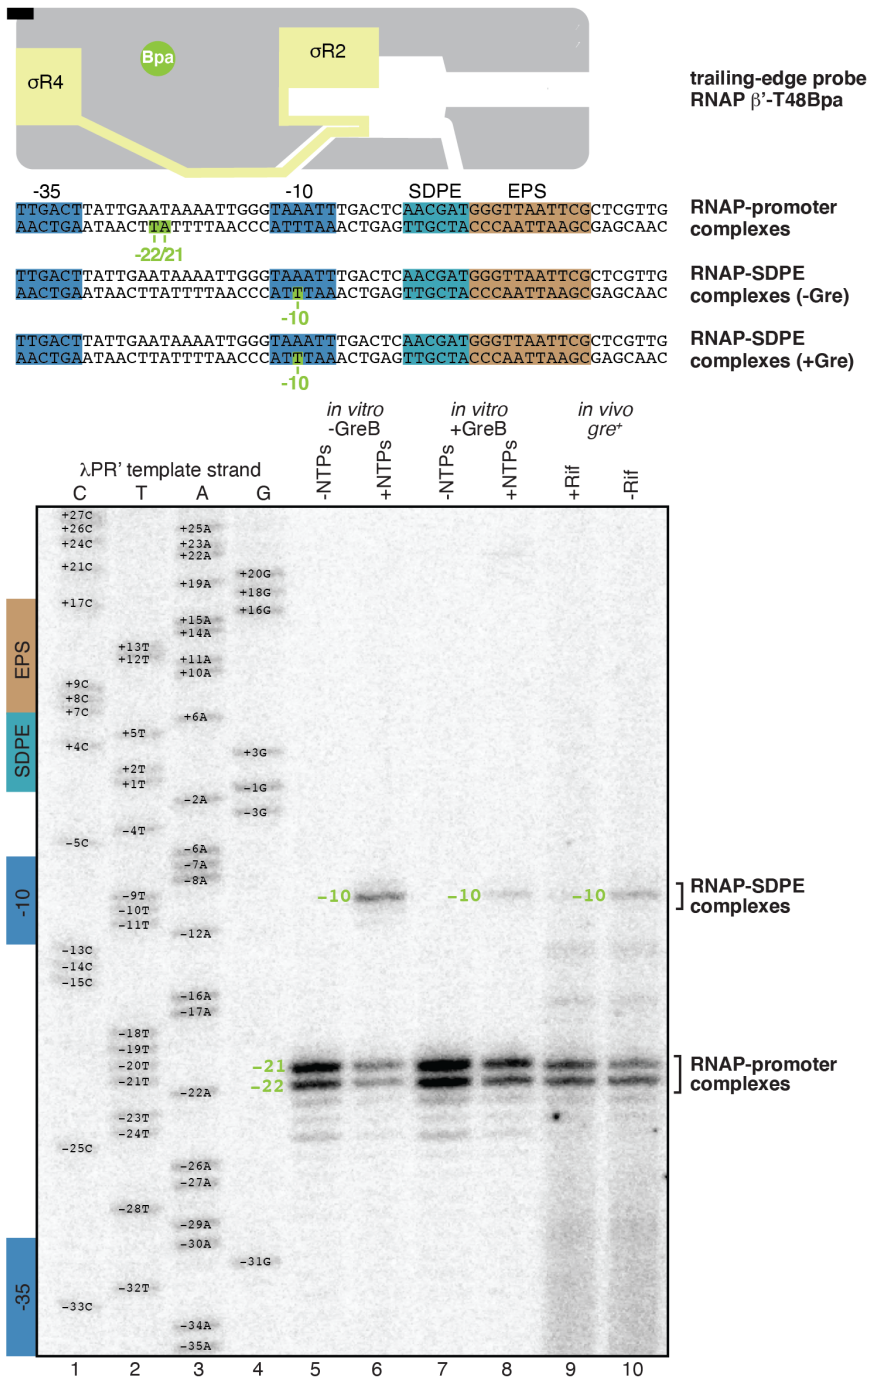 Bpa
σR4
σR2
trailing-edge probe
RNAP β’-T48Bpa
-35
-10
SDPE
EPS
TTGACTTATTGAATAAAATTGGGTAAATTTGACTCAACGATGGGTTAATTCGCTCGTTG
AACTGAATAACTTATTTTAACCCATTTAAACTGAGTTGCTACCCAATTAAGCGAGCAAC
-22/21
RNAP-promoter
complexes
TTGACTTATTGAATAAAATTGGGTAAATTTGACTCAACGATGGGTTAATTCGCTCGTTG
AACTGAATAACTTATTTTAACCCATTTAAACTGAGTTGCTACCCAATTAAGCGAGCAAC
-10
RNAP-SDPE
complexes (-Gre)
TTGACTTATTGAATAAAATTGGGTAAATTTGACTCAACGATGGGTTAATTCGCTCGTTG
AACTGAATAACTTATTTTAACCCATTTAAACTGAGTTGCTACCCAATTAAGCGAGCAAC
-10
RNAP-SDPE
complexes (+Gre)
in vitro
-GreB
in vitro
+GreB
in vivo
gre+
λPR’ template strand
C T A G
-NTPs
+NTPs
-NTPs
+NTPs
+Rif
-Rif
+27C
+26C
+24C
+21C
+17C
+9C
+8C
+7C
+4C
-5C
-13C
-14C
-15C
-25C
-33C
+13T
+12T
+5T
+2T
+1T
-4T
-9T
-10T
-11T
-18T
-19T
-20T
-21T
-23T
-24T
-28T
-32T
+25A
+23A
+22A
+19A
+15A
+14A
+11A
+10A
+6A
-2A
-6A
-7A
-8A
-12A
-16A
-17A
-22A
-26A
-27A
-29A
-30A
-34A
-35A
+20G
+18G
+16G
+3G
-1G
-3G
-31G
EPS
SDPE
-10
-35
-10
-10
-10
-21
-22
RNAP-SDPE
complexes
RNAP-promoter
complexes
1 2 3 4 5 6 7 8 9 10